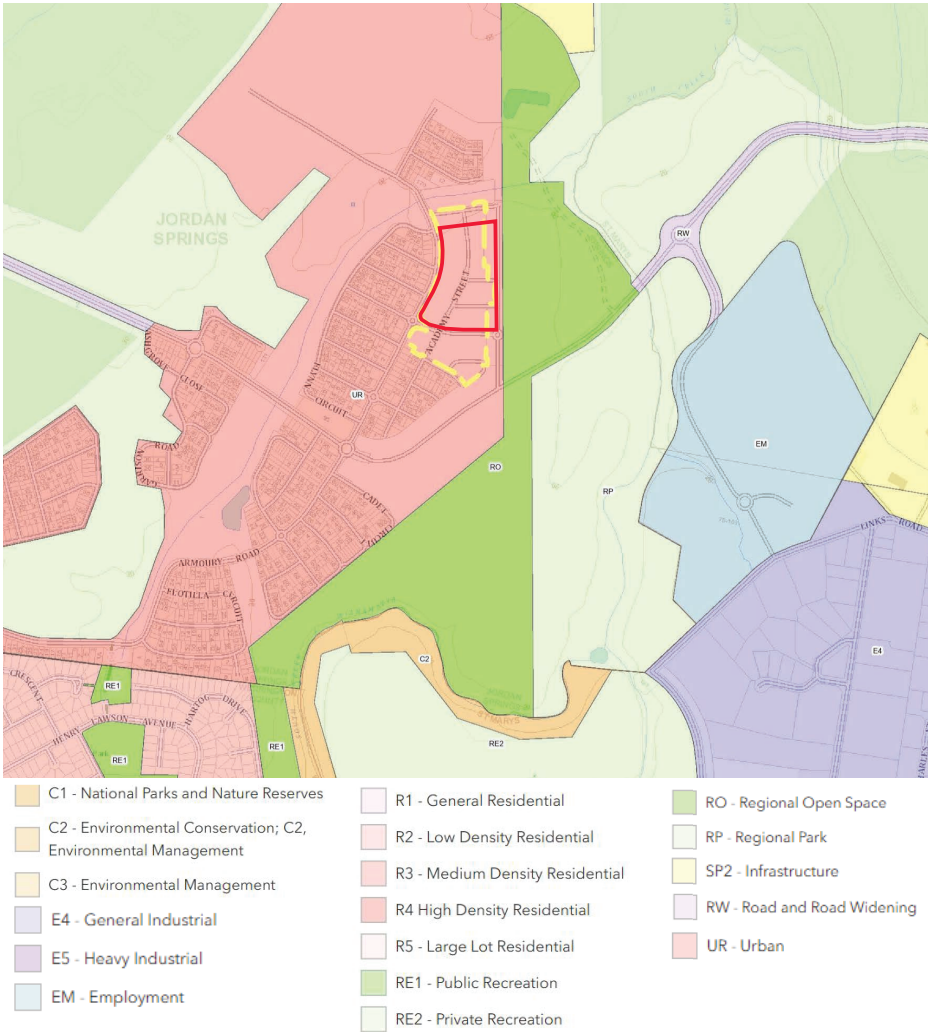 JORDAN
SPRINGS
RW
STREET
ACADEMY
ASHGROVE
CLOSE
CIRCUIT
UR
ROAD
EM
RO
RP
CADET
CIRCUIT
LINKS ROAD
ARMOURY ROAD
FLOTILLA CIRCUIT
E4
C2
CRESCENT
RE1
HARTOG DRIVE
HENRY LAWSON AVENUE
RE1
RE1
JORDAN
SPRINGS
ST MARYS
RE2
C1 - National Parks and Nature Reserves
C2 - Environmental Conservation; C2,
Environmental Management
C3 - Environmental Management
E4 - General Industrial
E5 - Heavy Industrial
EM - Employment
R1 - General Residential
R2 - Low Density Residential
R3 - Medium Density Residential
R4 High Density Residential
R5 - Large Lot Residential
RE1 - Public Recreation
RE2 - Private Recreation
RO - Regional Open Space
RP - Regional Park
SP2 - Infrastructure
RW - Road and Road Widening
UR - Urban